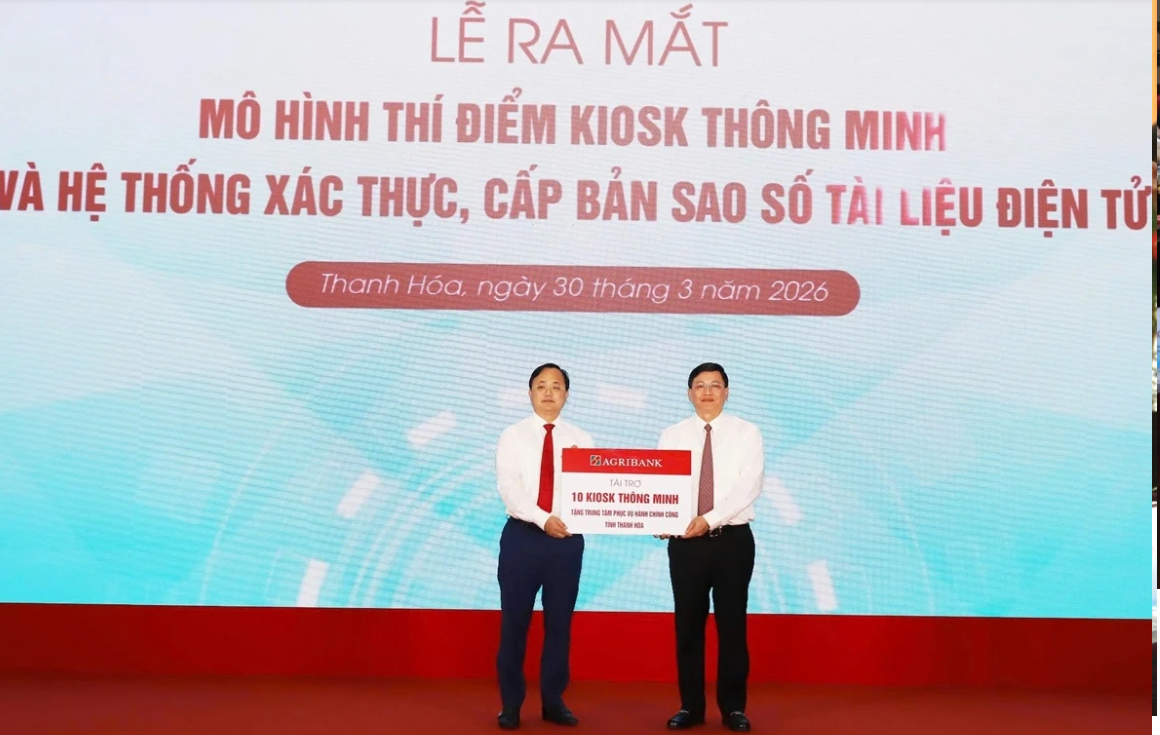 LỄ RA MẮT
MÔ HÌNH THÍ ĐIỂM KIOSK THÔNG MINH
VÀ HỆ THỐNG XÁC THỰC, CẤP BẢN SAO SỐ TÀI LIỆU ĐIỆN TỬ
Thanh Hóa, ngày 30 tháng 3 năm 2026
AGRIBANK
TÀI TRỢ
10 KIOSK THÔNG MINH
TẶNG TRUNG TÂM PHỤC VỤ HÀNH CHÍNH CÔNG
TỈNH THANH HÓA